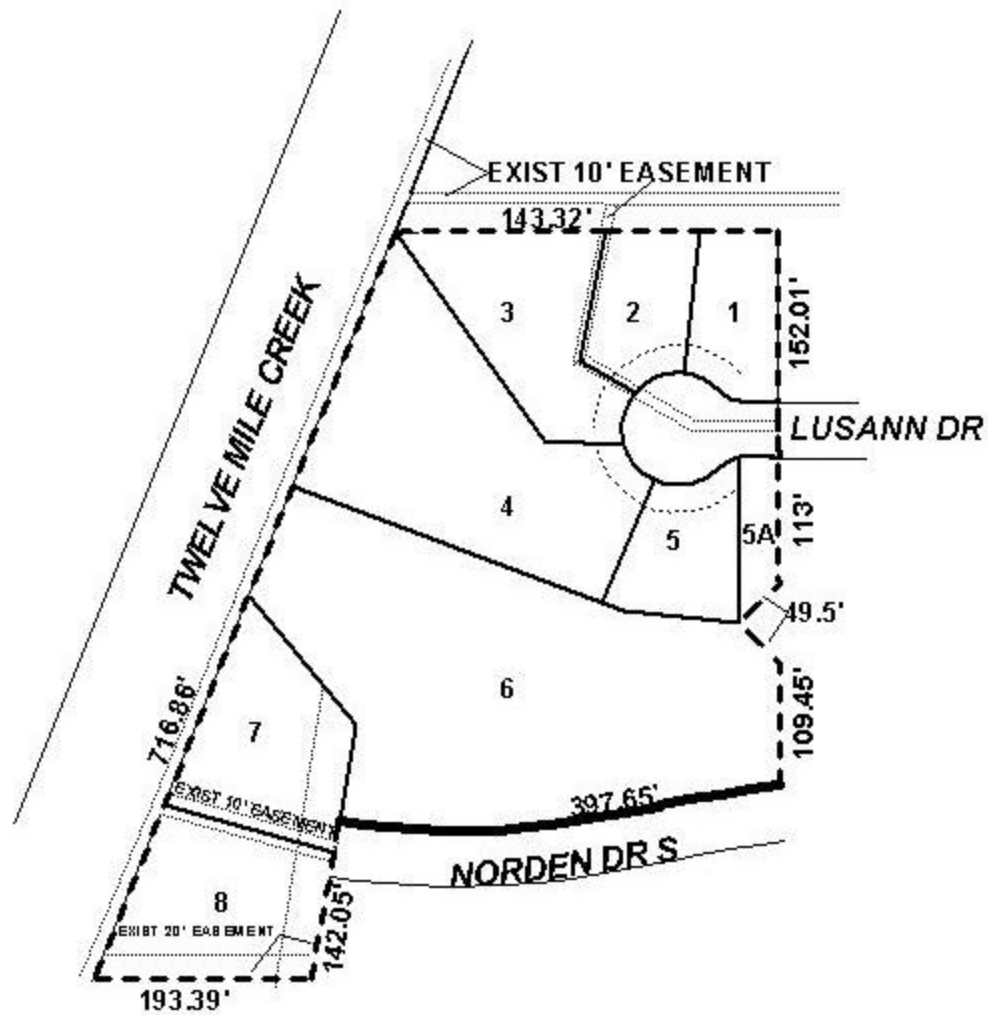 EXIST 10' EASEMENT
143.32'
3
2
1
152.01'
TWELVE MILE CREEK
LUSANN DR
4
5
5A
113'
49.5'
6
109.45'
716.86'
7
EXIST 10' EASEMENT
397.65'
NORDEN DR S
8
EXIST 20' EASEMENT
142.05'
193.39'